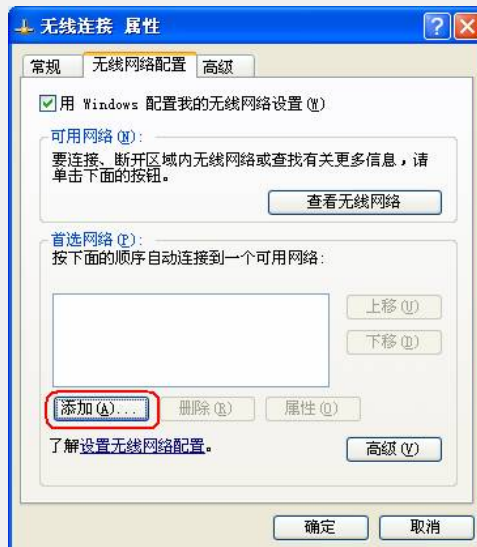 无线连接 属性
常规 无线网络配置 高级
用 Windows 配置我的无线网络设置(W)
可用网络(N):
要连接、断开区域内无线网络或查找有关更多信息，请
单击下面的按钮。
查看无线网络
首选网络(P):
按下面的顺序自动连接到一个可用网络:
上移(U)
下移(D)
添加(A)... 删除(R) 属性(O)
了解设置无线网络配置。
高级(V)
确定 取消